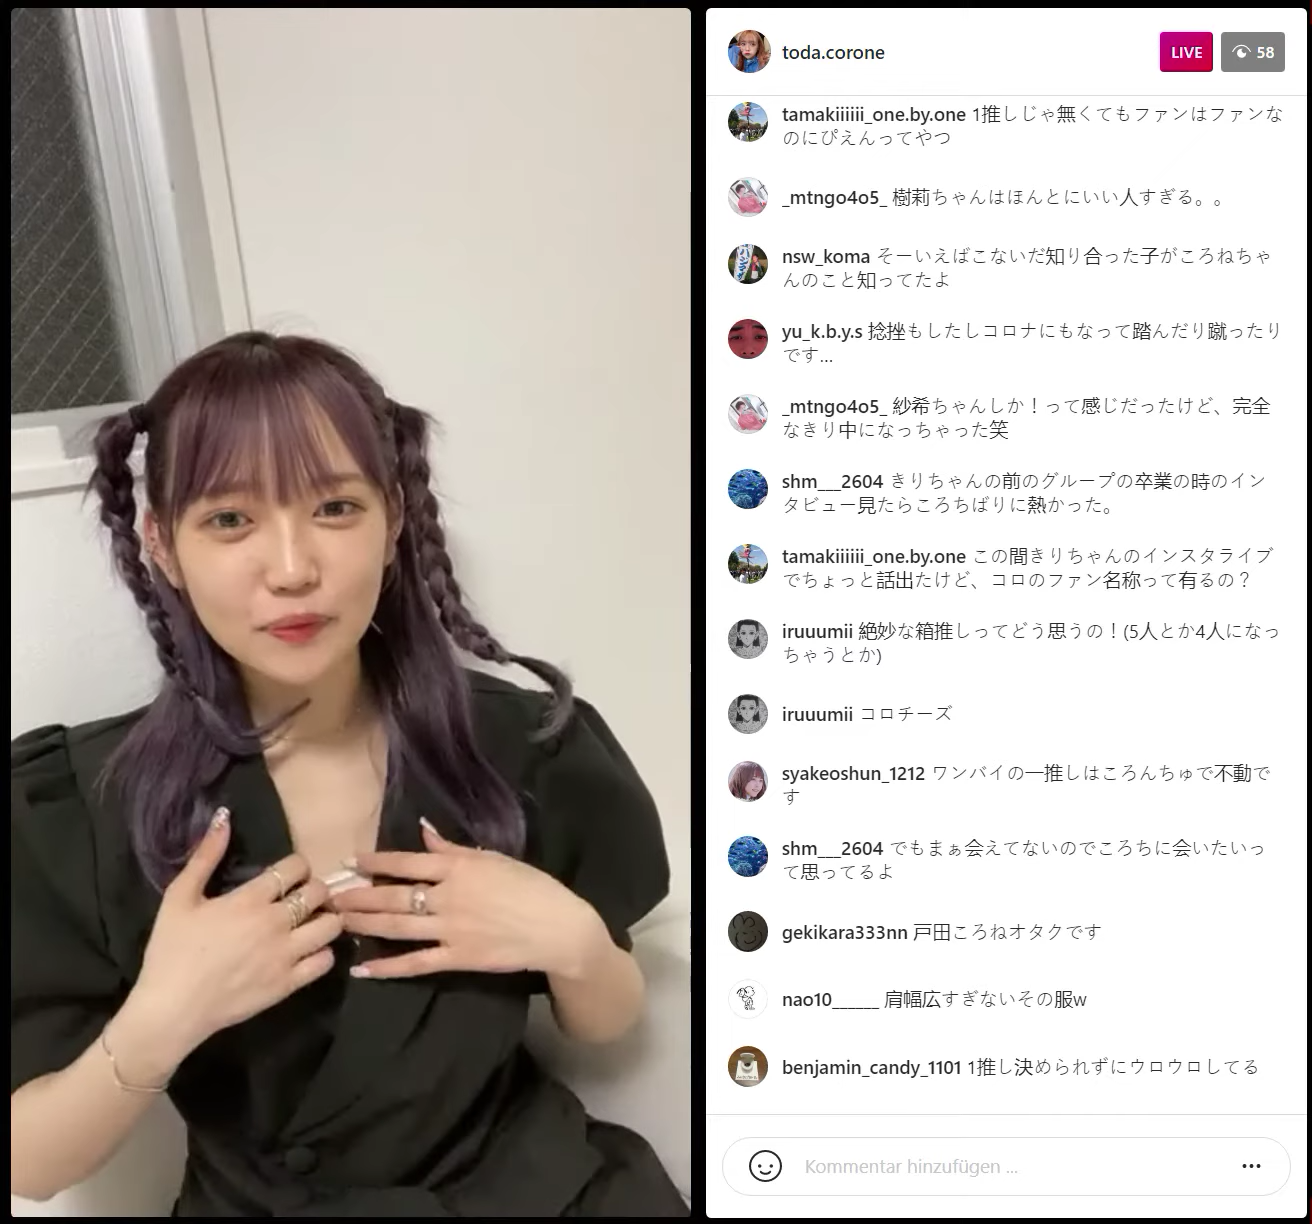 toda.corone
LIVE
58
tamakiiiiii_one.by.one 1推しじゃ無くてもファンはファンな
のにぴえんってやつ
_mtngo4o5_ 樹莉ちゃんはほんとにいい人すぎる。。
nsw_koma そーいえばこないだ知り合った子がころねちゃ
んのこと知ってたよ
yu_k.b.y.s 捻挫もしたしコロナにもなって踏んだり蹴ったり
です...
_mtngo4o5_ 紗希ちゃんしか！って感じだったけど、完全
なきり中になっちゃった笑
shm___2604 きりちゃんの前のグループの卒業の時のイン
タビュー見たらころちばりに熱かった。
tamakiiiiii_one.by.one この間きりちゃんのインスタライブ
でちょっと話出たけど、コロのファン名称って有るの？
iruuumii 絶妙な箱推しってどう思うの！(5人とか4人になっ
ちゃうとか)
iruuumii コロチーズ
syakeoshun_1212 ワンバイの一推しはころんちゅで不動で
す
shm___2604 でもまぁ会えてないのでころちに会いたいっ
て思ってるよ
gekikara333nn 戸田ころねオタクです
nao10______ 肩幅広すぎないその服w
benjamin_candy_1101 1推し決められずにウロウロしてる
Kommentar hinzufügen ...